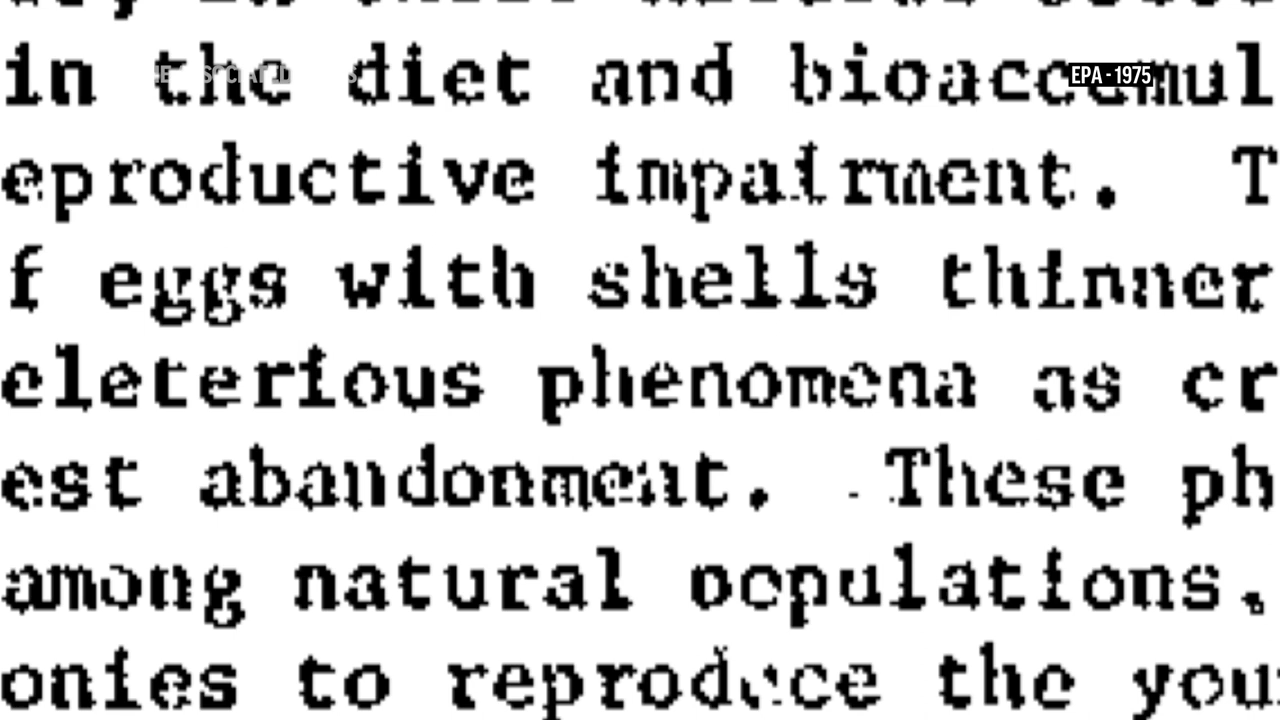 in the diet and bioaccumul
EPA - 1975
eproductive impairment. T
f eggs with shells thinner
eleterious phenomena as cr
est abandonment. These ph
among natural populations,
onies to reproduce the you